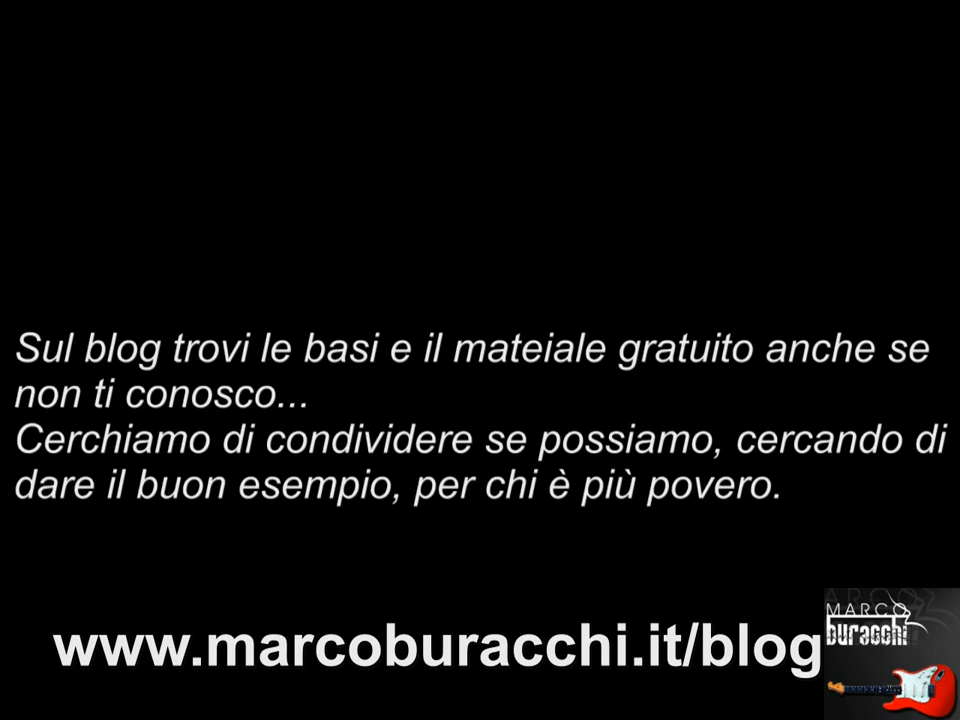 Sul blog trovi le basi e il mateiale gratuito anche se
non ti conosco...
Cerchiamo di condividere se possiamo, cercando di
dare il buon esempio, per chi è più povero.
www.marcoburacchi.it/blog
MARCO
buracchi